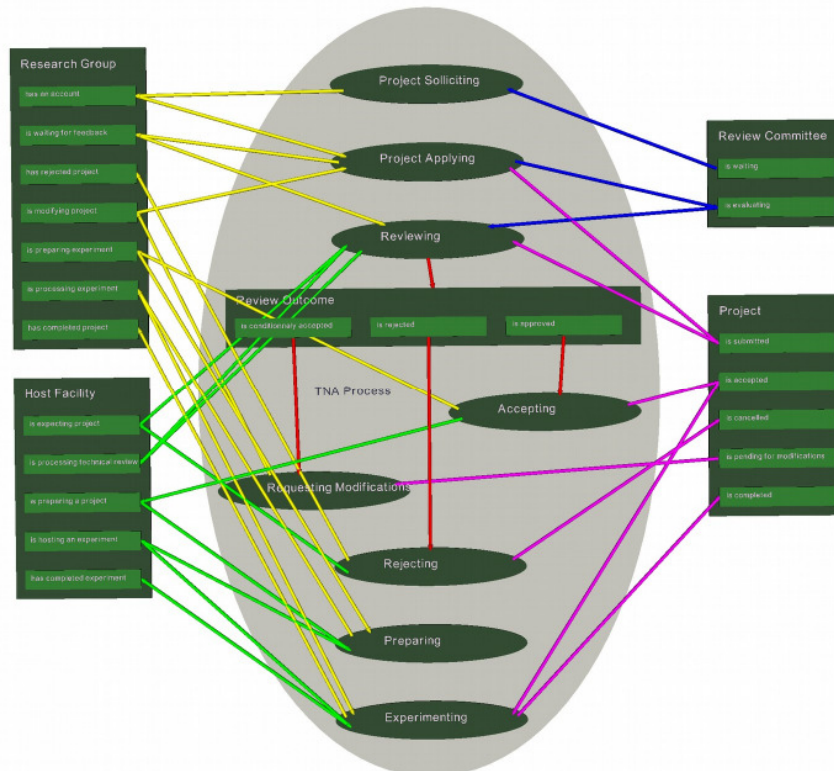 Research Group
has an account
is waiting for feedback
has rejected project
is modifying project
is preparing experiment
is processing experiment
has completed project
Host Facility
is expecting project
is processing technical review
is preparing a project
is hosting an experiment
has completed experiment
Project Solliciting
Project Applying
Reviewing
Review Outcome
is conditionnaly accepted
is rejected
is approved
TNA Process
Accepting
Requesting Modifications
Rejecting
Preparing
Experimenting
Review Committee
is waiting
is evaluating
Project
is submitted
is accepted
is cancelled
is pending for modifications
is completed